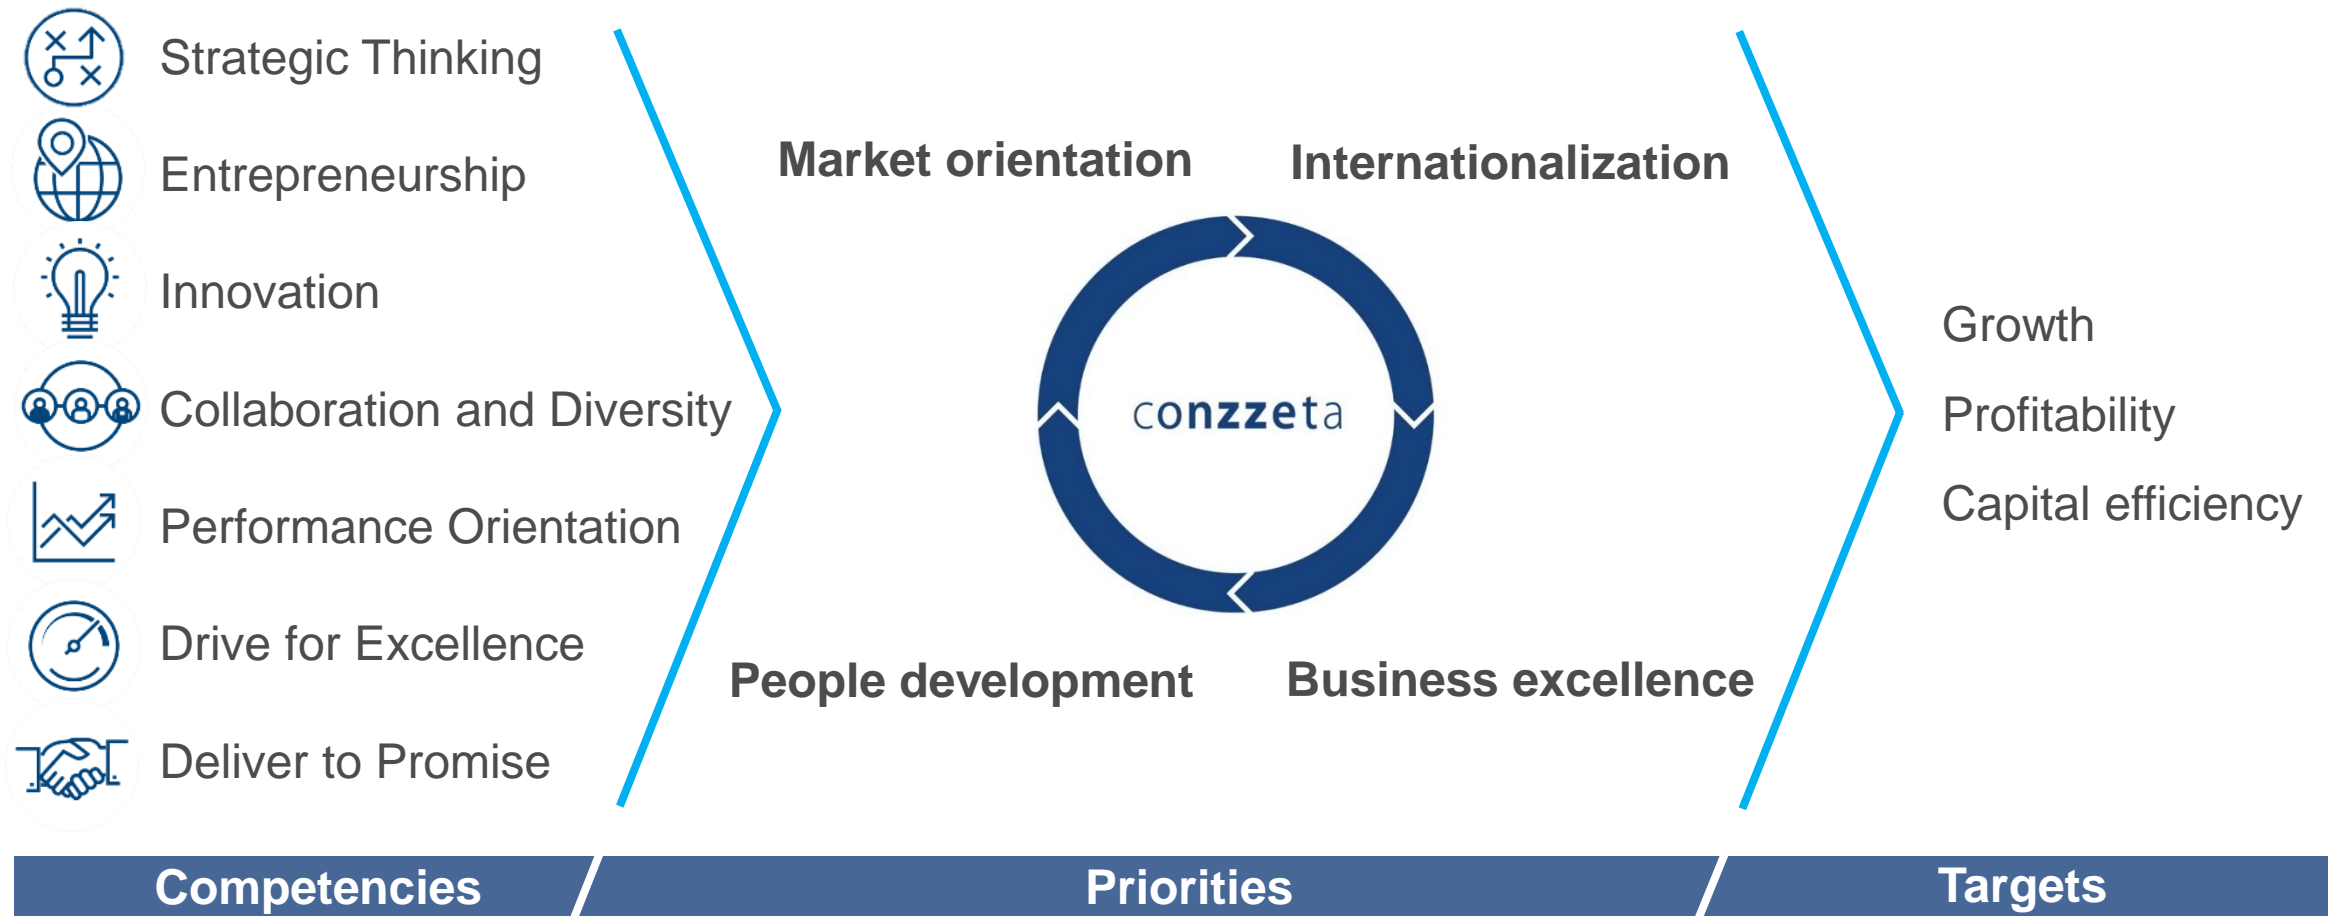 Strategic Thinking
Entrepreneurship
Innovation
Collaboration and Diversity
Performance Orientation
Drive for Excellence
Deliver to Promise
Market orientation
Internationalization
conzzeta
People development
Business excellence
Growth
Profitability
Capital efficiency
Competencies
Priorities
Targets